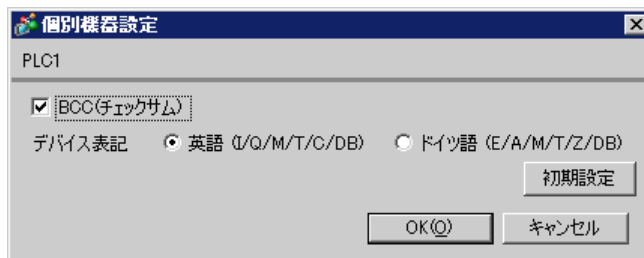 個別機器設定
PLC1
BCC(チェックサム)
デバイス表記 英語 (I/Q/M/T/C/DB) ドイツ語 (E/A/M/T/Z/DB)
初期設定
OK(O) キャンセル